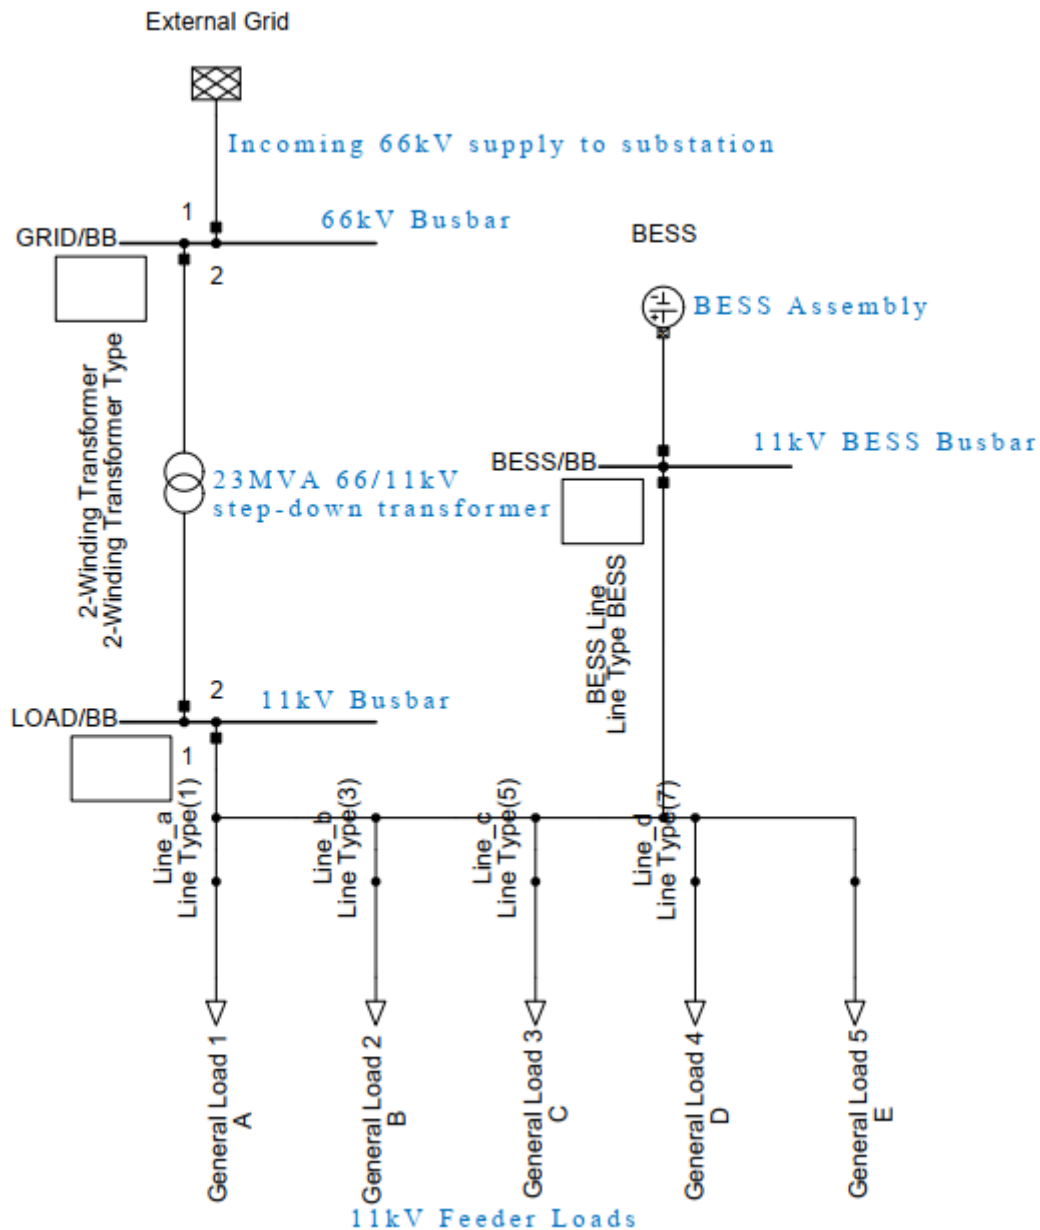 External Grid
Incoming 66kV supply to substation
1
66kV Busbar
GRID/BB
2
BESS
BESS Assembly
2-Winding Transformer
2-Winding Transformer Type
11kV BESS Busbar
BESS/BB
23MVA 66/11kV
step-down transformer
BESS Line
Line Type BESS
2
11kV Busbar
LOAD/BB
1
Line_a
Line Type(1)
Line_b
Line Type(3)
Line_c
Line Type(5)
Line_d
Line Type(7)
General Load 1
A
General Load 2
B
General Load 3
C
General Load 4
D
General Load 5
E
11kV Feeder Loads